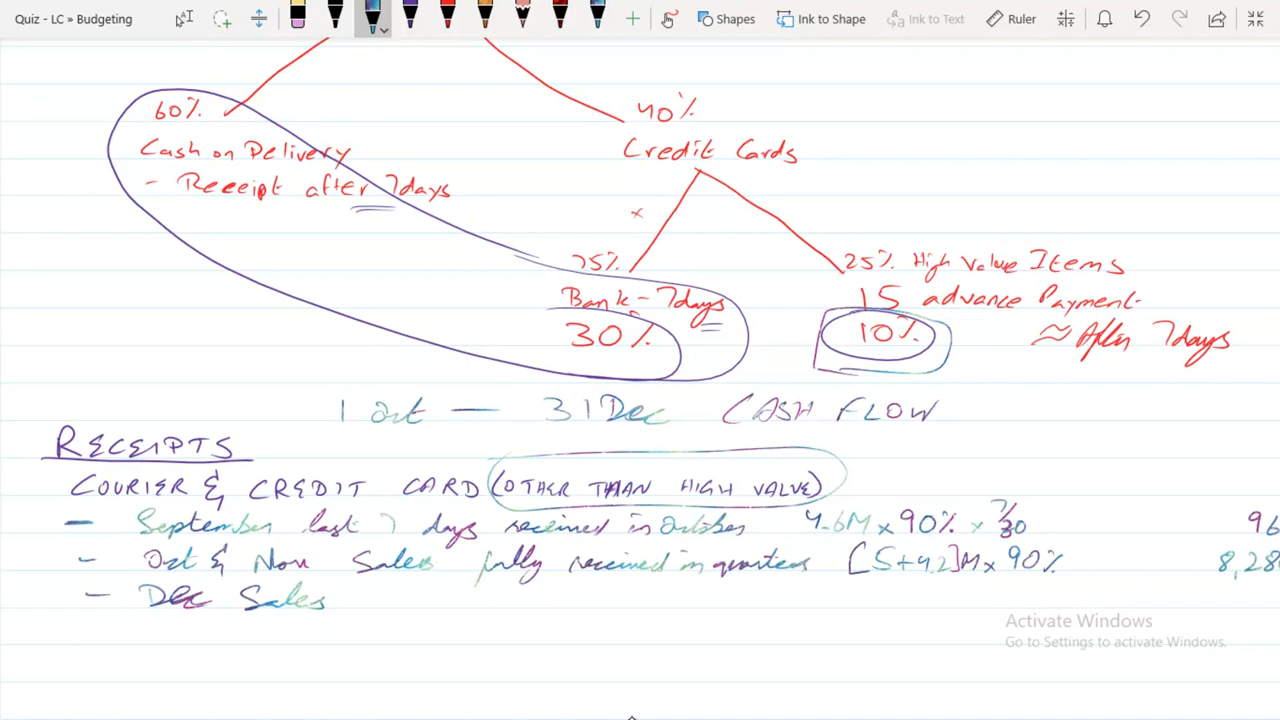 Quiz - LC » Budgeting Shapes Ink to Shape Ink to Text Ruler
60% 40%
Cash on Delivery Credit Cards
- Receipt after 7days
75% 25% High Value Items
Bank - 7days 15 advance Payment
30% 10% ≈ After 7days
1 Oct — 31 Dec CASH FLOW
RECEIPTS
COURIER & CREDIT CARD (OTHER THAN HIGH VALUE)
- September last 7 days received in October 4.6M x 90% x 7/30 96
- Oct & Nov Sales fully received in quarters [5+4.2]M x 90% 8,28
- Dec Sales
Activate Windows
Go to Settings to activate Windows.